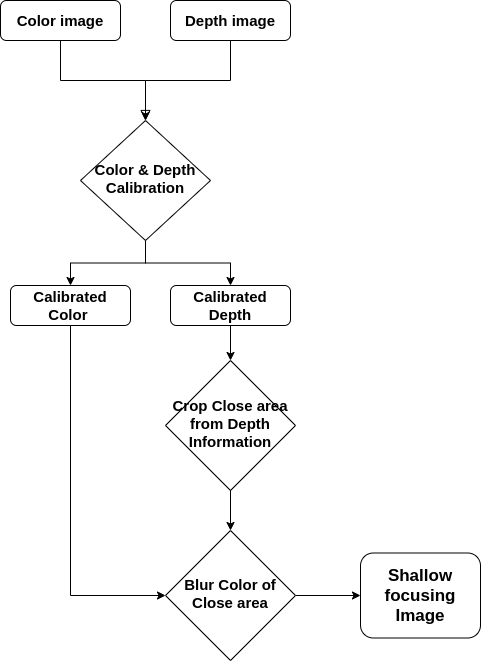 Color image
Depth image
Color & Depth
Calibration
Calibrated
Color
Calibrated
Depth
Crop Close area
from Depth
Information
Blur Color of
Close area
Shallow
focusing
Image